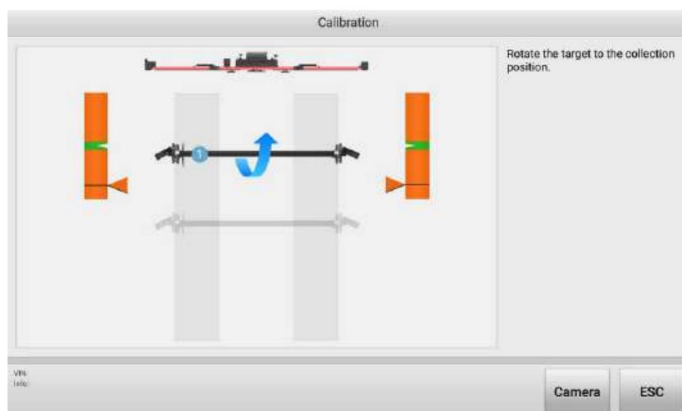 Calibration
Rotate the target to the collection
position.
1
VIN:
Info:
Camera
ESC